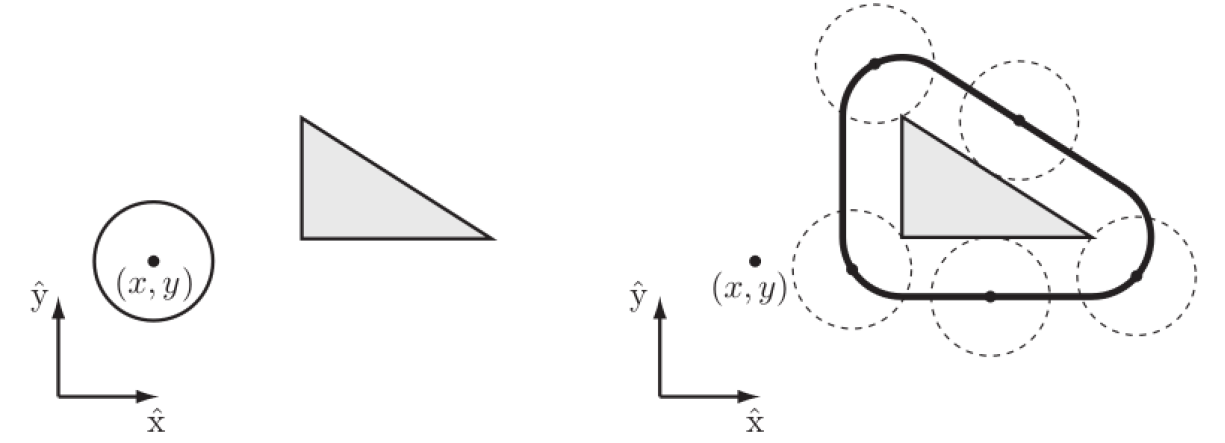 (x, y)
ŷ
x̂
(x, y)
ŷ
x̂